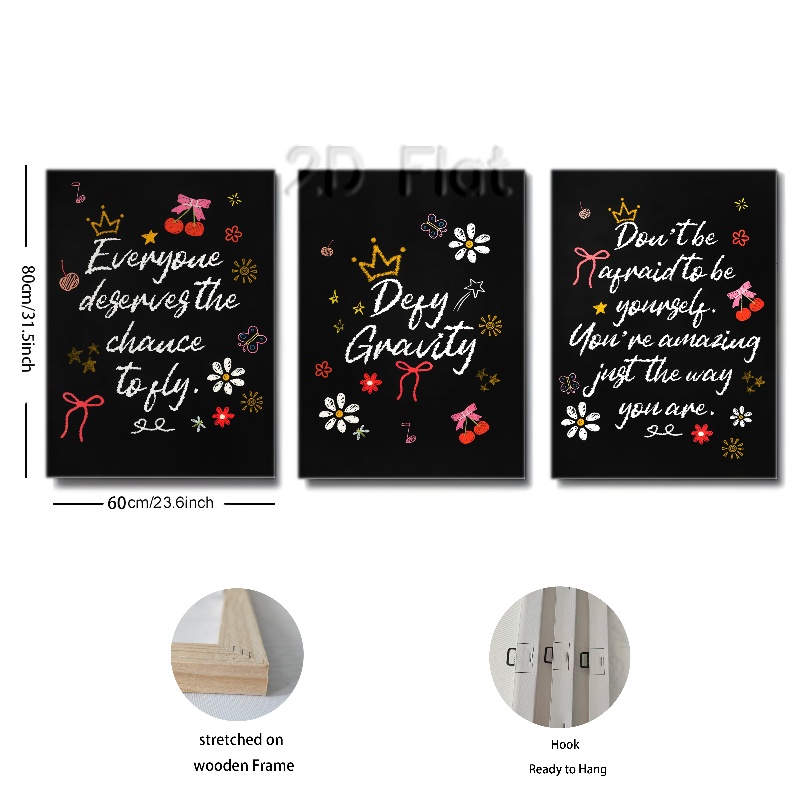 2D Flat
Everyone
deserves the
chance
to fly.
Defy
Gravity
Don't be
afraid to be
yourself.
You're amazing
just the way
you are.
80cm/31.5inch
60cm/23.6inch
stretched on
wooden Frame
Hook
Ready to Hang